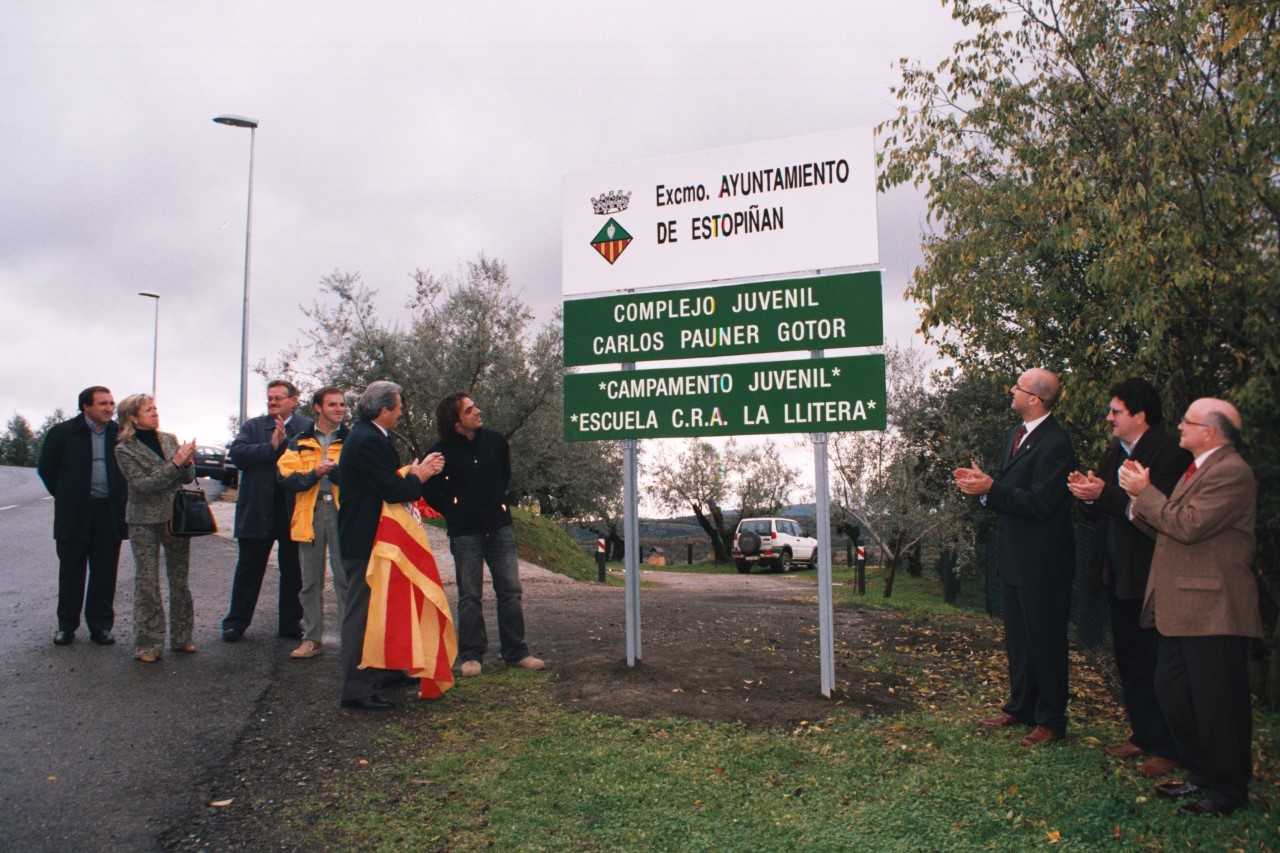 Excmo. AYUNTAMIENTO
DE ESTOPIÑAN
COMPLEJO JUVENIL
CARLOS PAUNER GOTOR
*CAMPAMENTO JUVENIL*
*ESCUELA C.R.A. LA LLITERA*